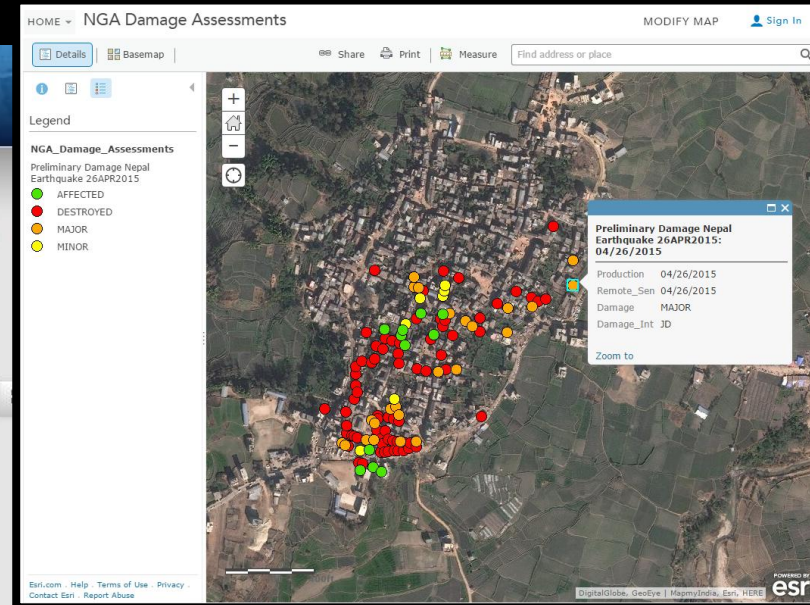 HOME NGA Damage Assessments
MODIFY MAP Sign In
Details Basemap Share Print Measure Find address or place
Legend
NGA_Damage_Assessments
Preliminary Damage Nepal
Earthquake 26APR2015
AFFECTED
DESTROYED
MAJOR
MINOR
Preliminary Damage Nepal
Earthquake 26APR2015:
04/26/2015
Production 04/26/2015
Remote_Sen 04/26/2015
Damage MAJOR
Damage_Int JD
Zoom to
Esri.com . Help . Terms of Use . Privacy .
Contact Esri . Report Abuse
DigitalGlobe, GeoEye | MapmyIndia, Esri, HERE
POWERED BY
esri